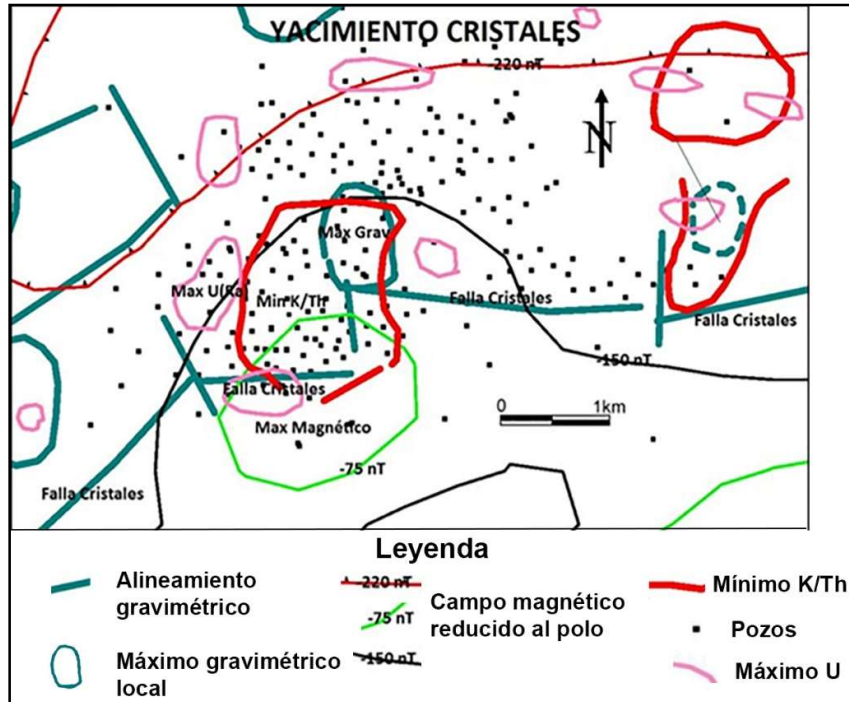 YACIMIENTO CRISTALES
-220 nT
N
Max Grav
Max U(Ra)
Min K/Th
Falla Cristales
Falla Cristales
-150 nT
Falla Cristales
0 1km
Max Magnético
-75 nT
Falla Cristales
Leyenda
Alineamiento
gravimétrico
-220 nT
-75 nT
Campo magnético
reducido al polo
-150 nT
Mínimo K/Th
Pozos
Máximo gravimétrico
local
Máximo U